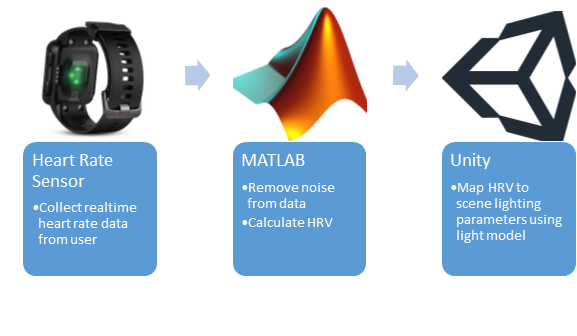 Heart Rate
Sensor
•Collect realtime
heart rate data
from user
MATLAB
•Remove noise
from data
•Calculate HRV
Unity
•Map HRV to
scene lighting
parameters using
light model